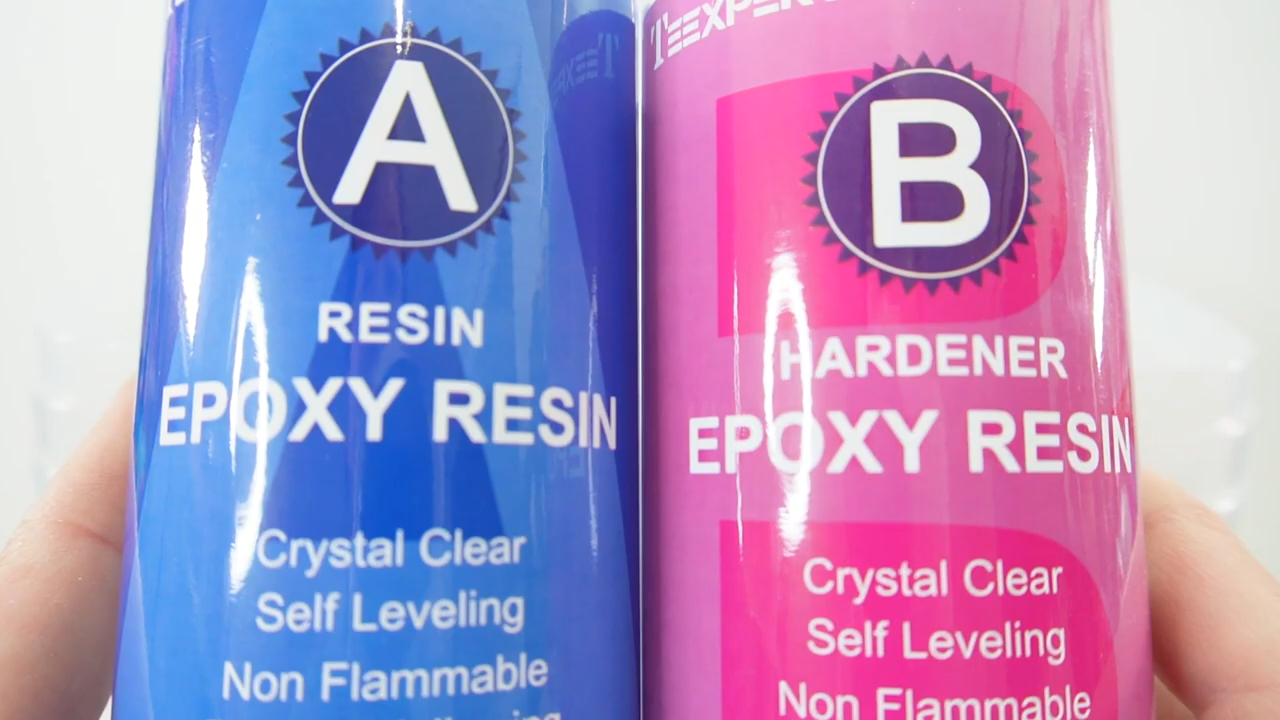 A
RESIN
EPOXY RESIN
Crystal Clear
Self Leveling
Non Flammable
B
HARDENER
EPOXY RESIN
Crystal Clear
Self Leveling
Non Flammable